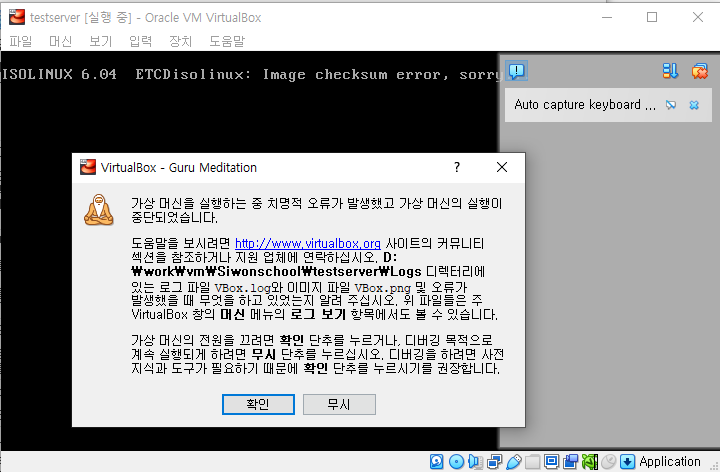 testserver [실행 중] - Oracle VM VirtualBox
파일 머신 보기 입력 장치 도움말
ISOLINUX 6.04 ETCDisolinux: Image checksum error, sorry
Auto capture keyboard ...
VirtualBox - Guru Meditation
가상 머신을 실행하는 중 치명적 오류가 발생했고 가상 머신의 실행이
중단되었습니다.
도움말을 보시려면 http://www.virtualbox.org 사이트의 커뮤니티
섹션을 참조하거나 지원 업체에 연락하십시오. D:
₩work₩vm₩Siwonschool₩testserver₩Logs 디렉터리에
있는 로그 파일 VBox.log와 이미지 파일 VBox.png 및 오류가
발생했을 때 무엇을 하고 있었는지 알려 주십시오. 위 파일들은 주
VirtualBox 창의 머신 메뉴의 로그 보기 항목에서도 볼 수 있습니다.
가상 머신의 전원을 끄려면 확인 단추를 누르거나, 디버깅 목적으로
계속 실행되게 하려면 무시 단추를 누르십시오. 디버깅을 하려면 사전
지식과 도구가 필요하기 때문에 확인 단추를 누르시기를 권장합니다.
확인 무시
Application